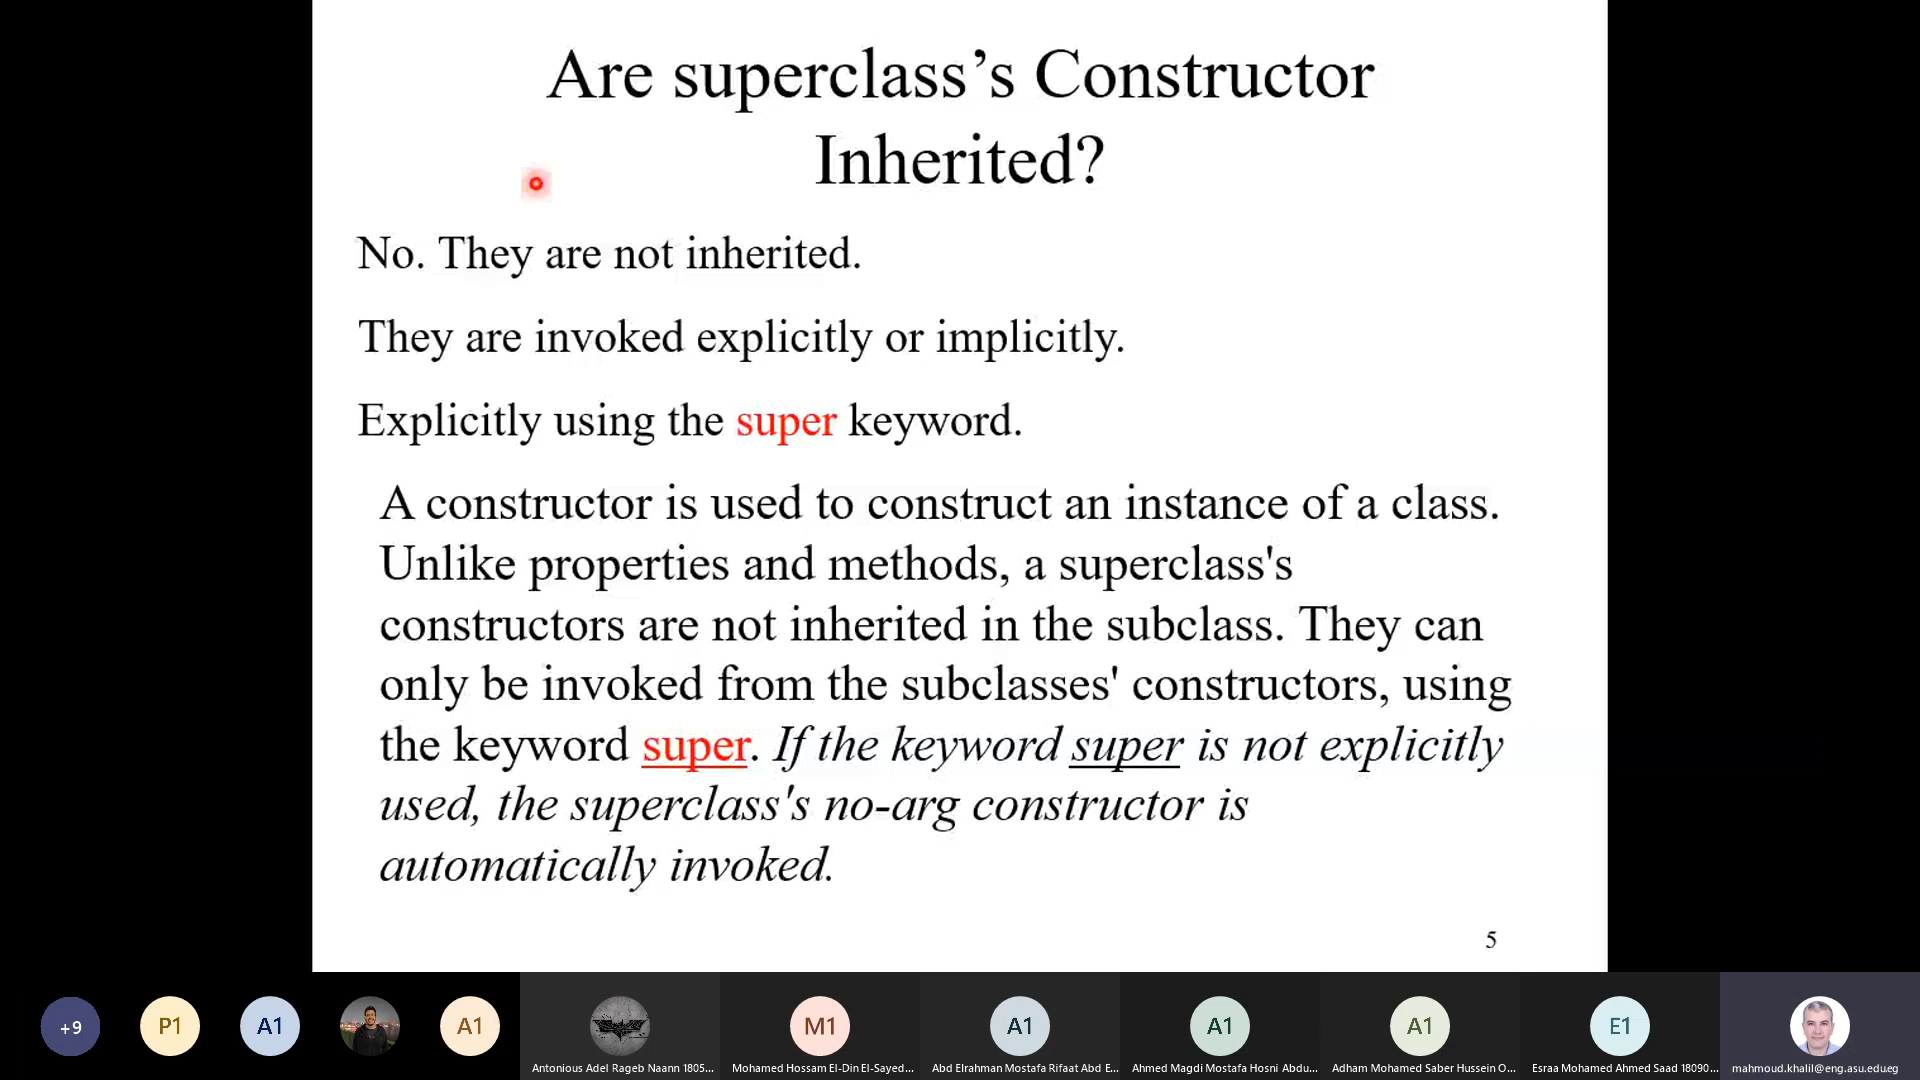 Are superclass’s Constructor
Inherited?
No. They are not inherited.
They are invoked explicitly or implicitly.
Explicitly using the super keyword.
A constructor is used to construct an instance of a class.
Unlike properties and methods, a superclass's
constructors are not inherited in the subclass. They can
only be invoked from the subclasses' constructors, using
the keyword super. If the keyword super is not explicitly
used, the superclass's no-arg constructor is
automatically invoked.
5
+9
P1
A1
A1
M1
A1
A1
A1
E1
Antonious Adel Rageb Naann 1805...
Mohamed Hossam El-Din El-Sayed...
Abd Elrahman Mostafa Rifaat Abd E...
Ahmed Magdi Mostafa Hosni Abdu...
Adham Mohamed Saber Hussein O...
Esraa Mohamed Ahmed Saad 18090...
mahmoud.khalil@eng.asu.edu.eg